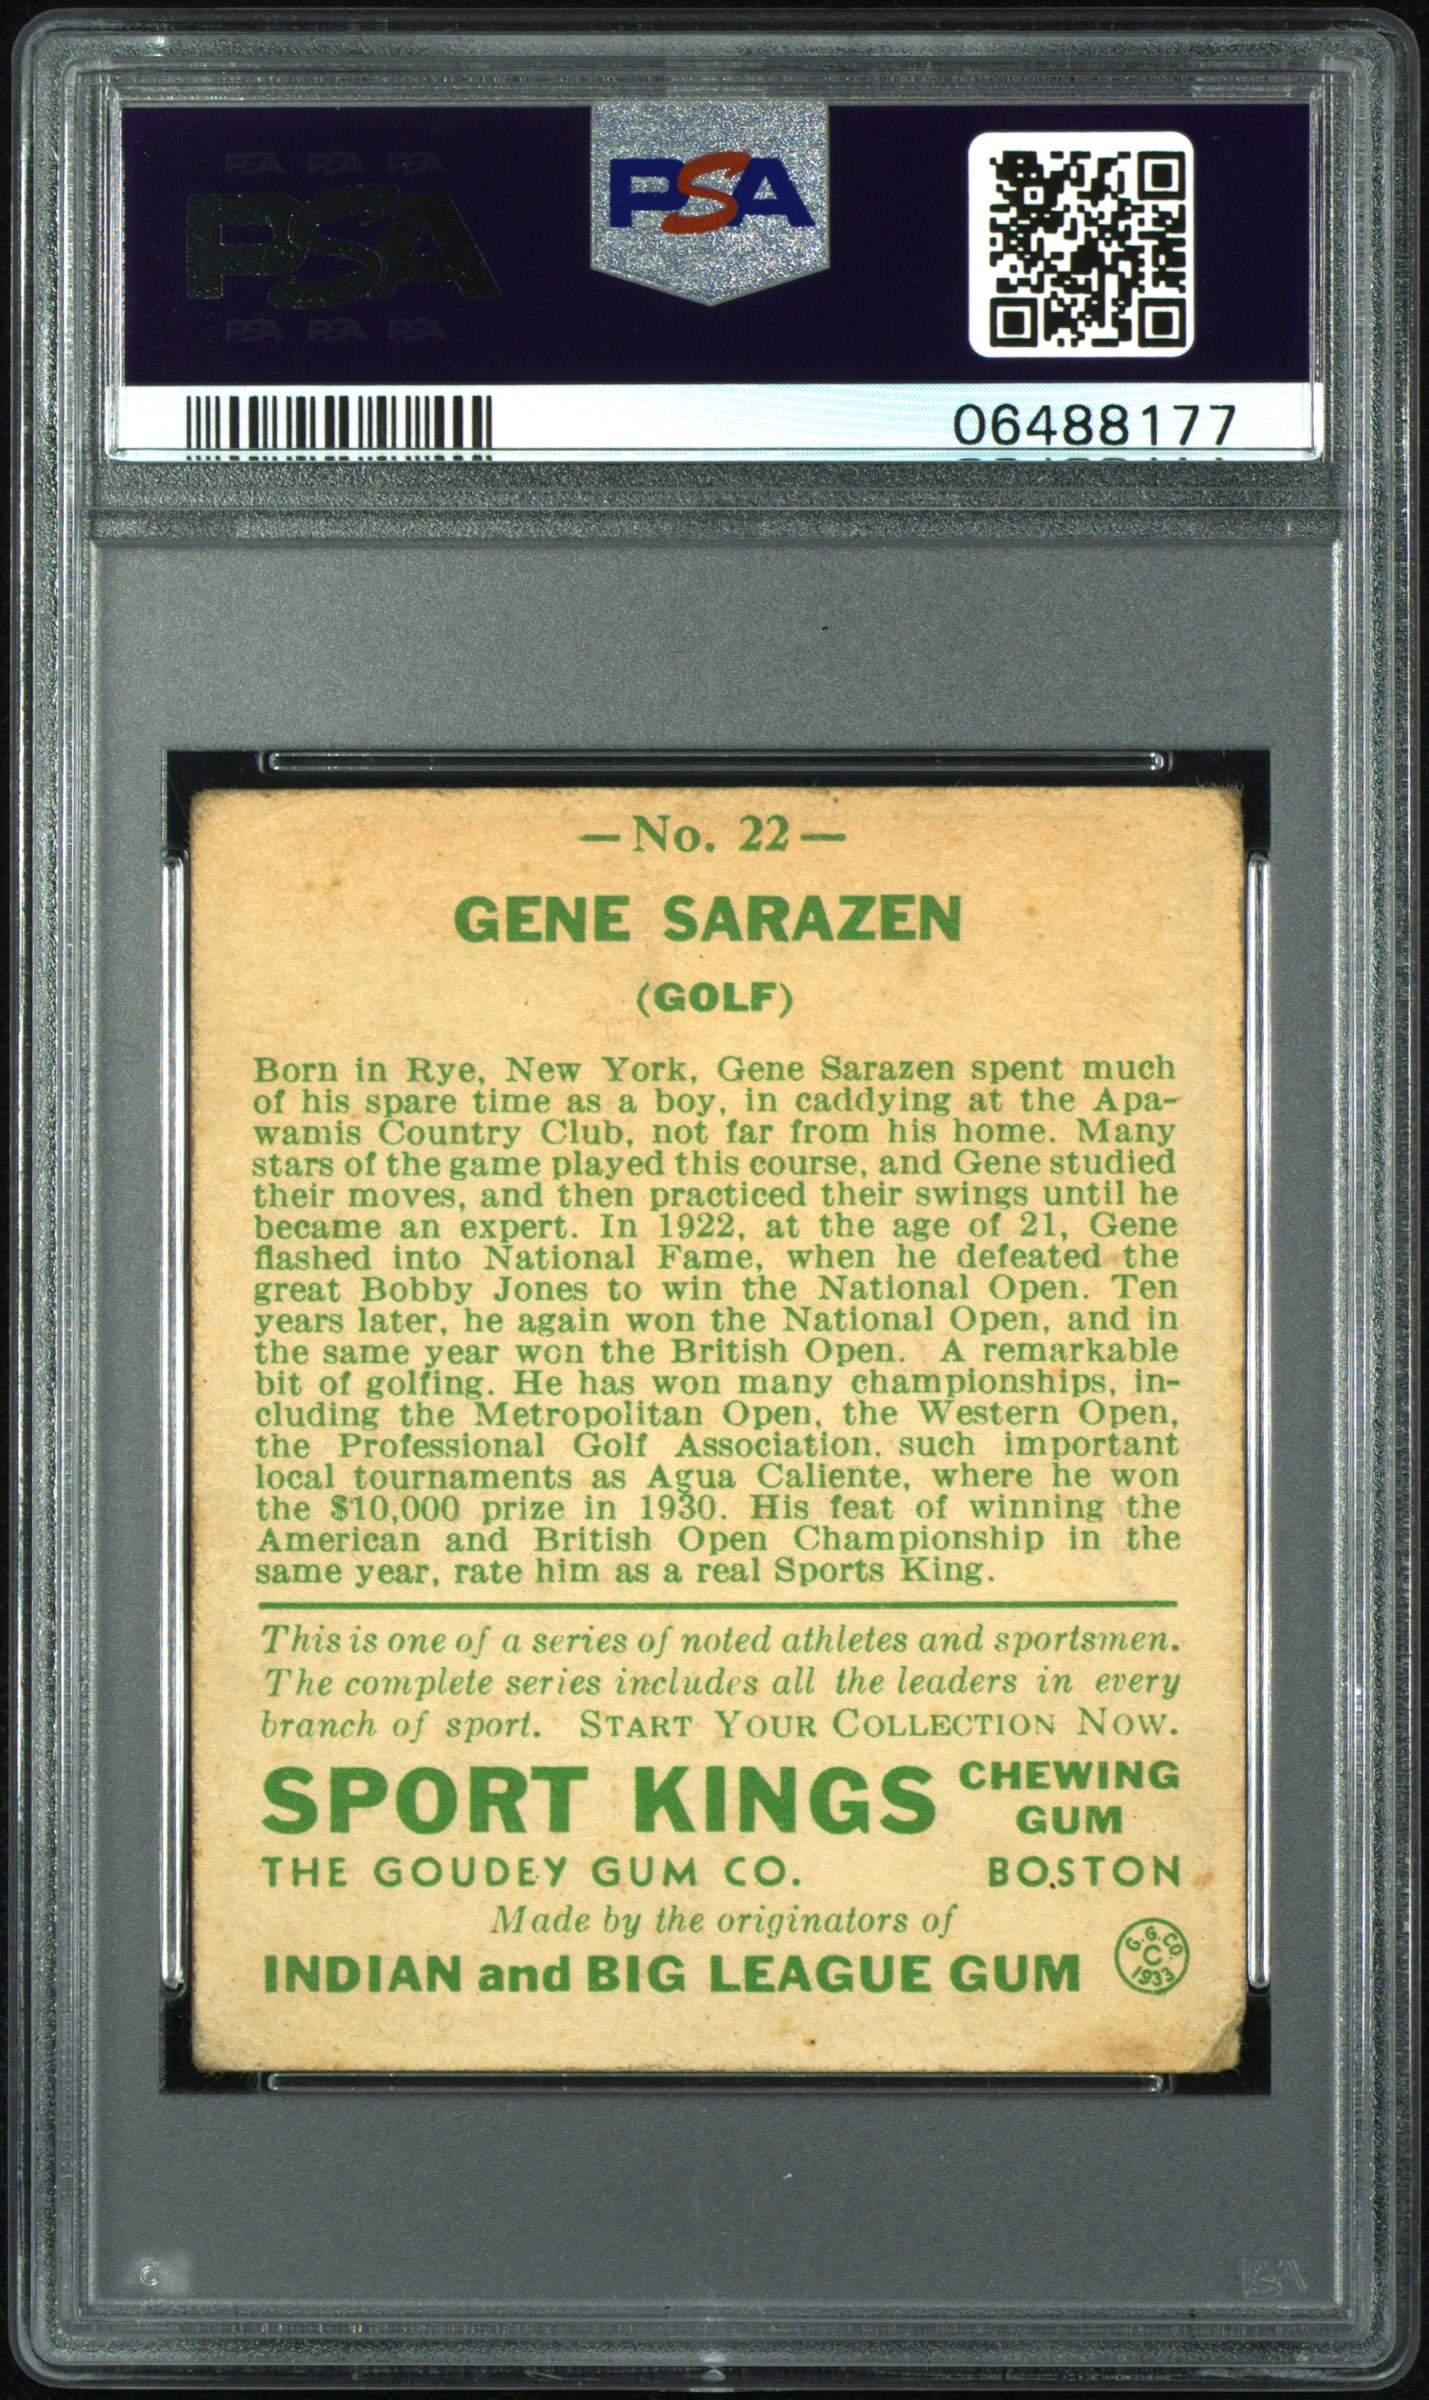 PSA PSA PSA
PSA
PSA PSA PSA
PSA
06488177
—No. 22—
GENE SARAZEN
(GOLF)
Born in Rye, New York, Gene Sarazen spent much
of his spare time as a boy, in caddying at the Apa-
wamis Country Club, not far from his home. Many
stars of the game played this course, and Gene studied
their moves, and then practiced their swings until he
became an expert. In 1922, at the age of 21, Gene
flashed into National Fame, when he defeated the
great Bobby Jones to win the National Open. Ten
years later, he again won the National Open, and in
the same year won the British Open. A remarkable
bit of golfing. He has won many championships, in-
cluding the Metropolitan Open, the Western Open,
the Professional Golf Association, such important
local tournaments as Agua Caliente, where he won
the $10,000 prize in 1930. His feat of winning the
American and British Open Championship in the
same year, rate him as a real Sports King.
This is one of a series of noted athletes and sportsmen.
The complete series includes all the leaders in every
branch of sport. START YOUR COLLECTION NOW.
SPORT KINGS CHEWING GUM
THE GOUDEY GUM CO. BOSTON
Made by the originators of
INDIAN and BIG LEAGUE GUM
G. G. CO.
C
1933
PSA